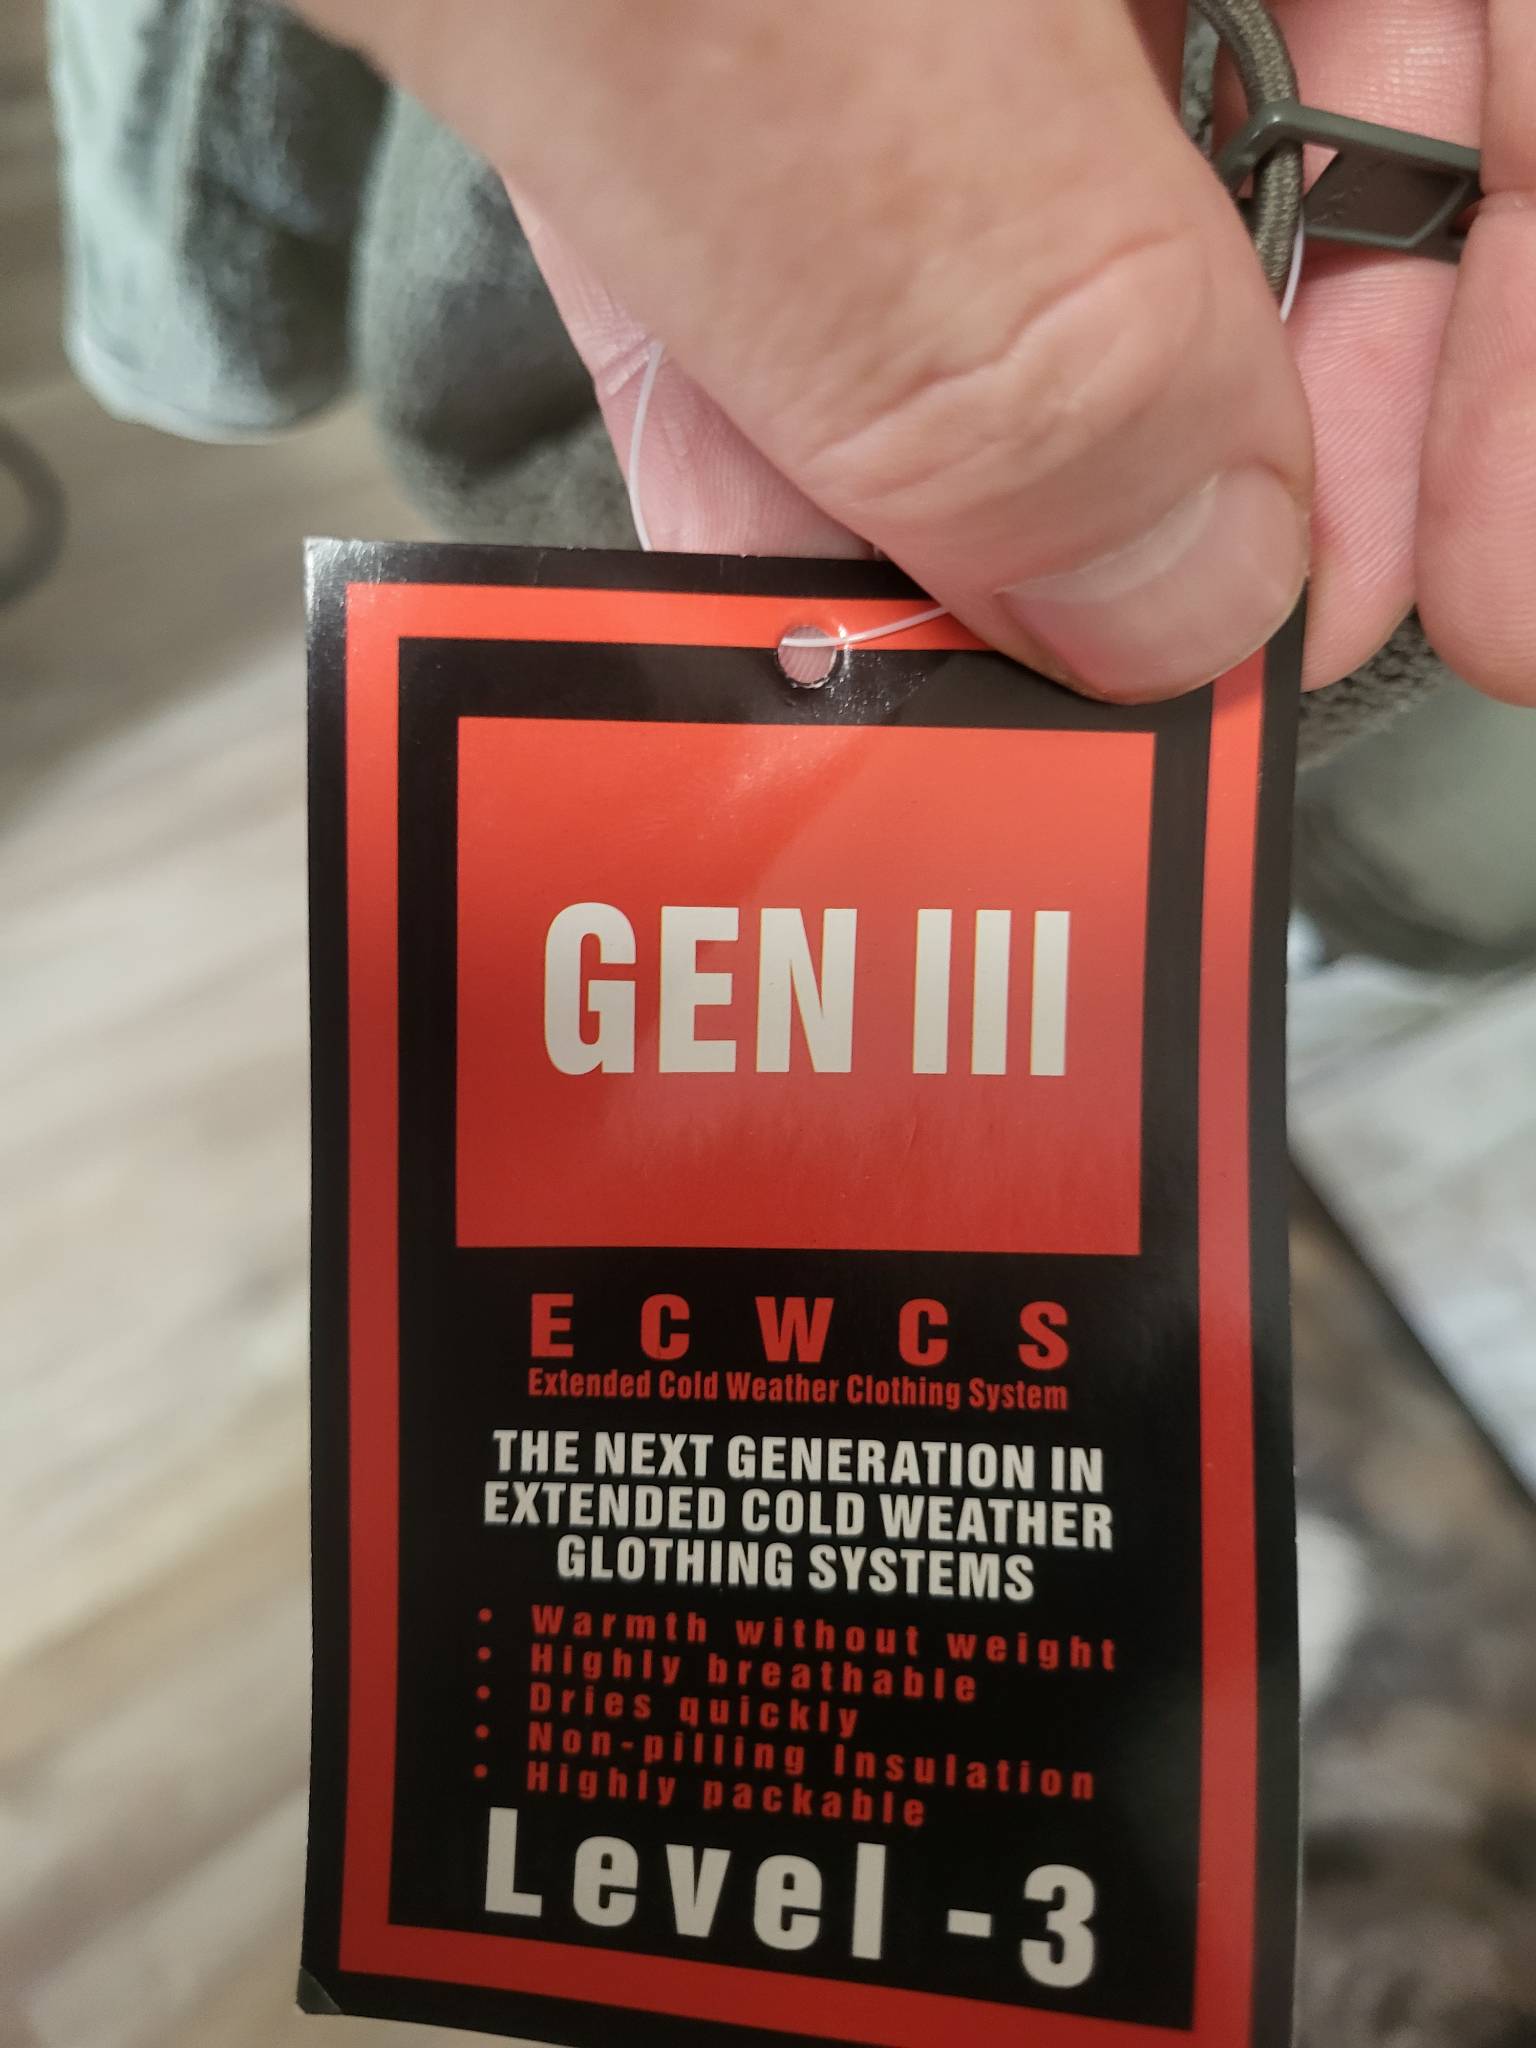 GEN III
E C W C S
Extended Cold Weather Clothing System
THE NEXT GENERATION IN
EXTENDED COLD WEATHER
GLOTHING SYSTEMS
• Warmth without weight
• Highly breathable
• Dries quickly
• Non-pilling Insulation
• Highly packable
Level-3